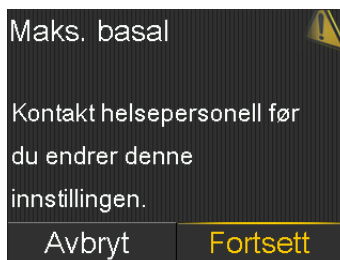 Maks. basal
Kontakt helsepersonell før
du endrer denne
innstillingen.
Avbryt Fortsett